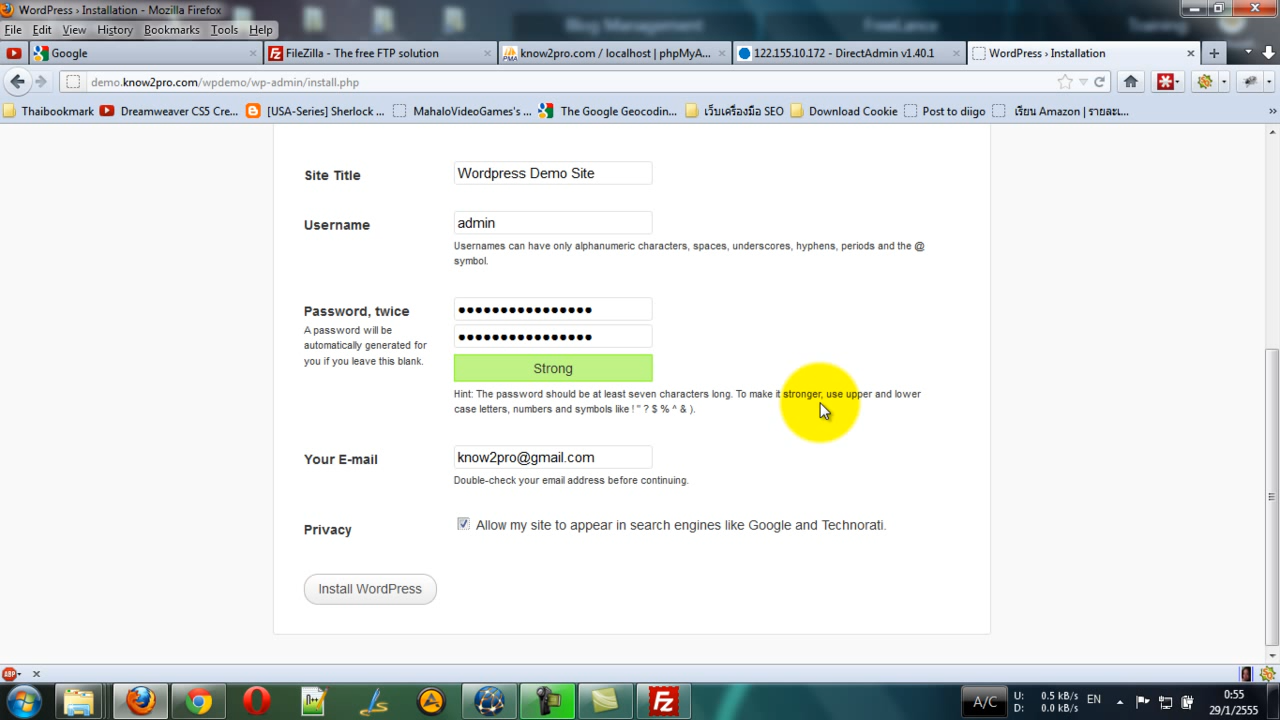 WordPress › Installation - Mozilla Firefox
Blog Management
FreeLance
Training
File Edit View History Bookmarks Tools Help
Google
FileZilla - The free FTP solution
know2pro.com / localhost | phpMyA...
122.155.10.172 - DirectAdmin v1.40.1
WordPress › Installation
demo.know2pro.com/wpdemo/wp-admin/install.php
Thaibookmark
Dreamweaver CS5 Cre...
[USA-Series] Sherlock ...
MahaloVideoGames's...
The Google Geocodin...
เว็บเครื่องมือ SEO
Download Cookie
Post to diigo
เรียน Amazon | รายละเ...
Site Title
Wordpress Demo Site
Username
admin
Usernames can have only alphanumeric characters, spaces, underscores, hyphens, periods and the @
symbol.
Password, twice
A password will be
automatically generated for
you if you leave this blank.
●●●●●●●●●●●●●●●●
●●●●●●●●●●●●●●●●
Strong
Hint: The password should be at least seven characters long. To make it stronger, use upper and lower
case letters, numbers and symbols like ! " ? $ % ^ & ).
Your E-mail
know2pro@gmail.com
Double-check your email address before continuing.
Privacy
Allow my site to appear in search engines like Google and Technorati.
Install WordPress
ABP
A/C
U: 0.5 kB/s
D: 0.0 kB/s
EN
0:55
29/1/2555